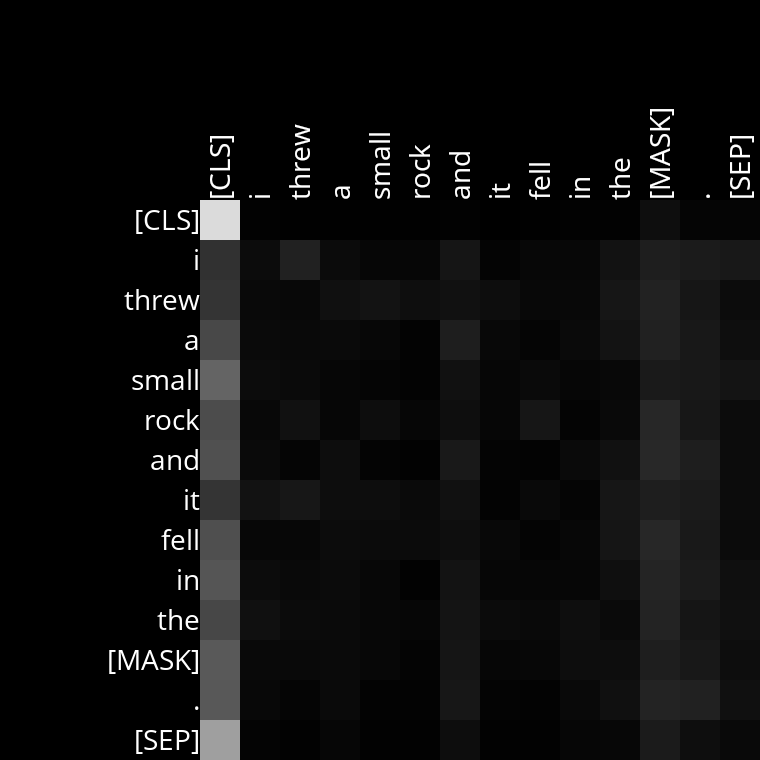 [CLS] i threw a small rock and it fell in the [MASK] . [SEP]
[CLS]
i
threw
a
small
rock
and
it
fell
in
the
[MASK]
.
[SEP]